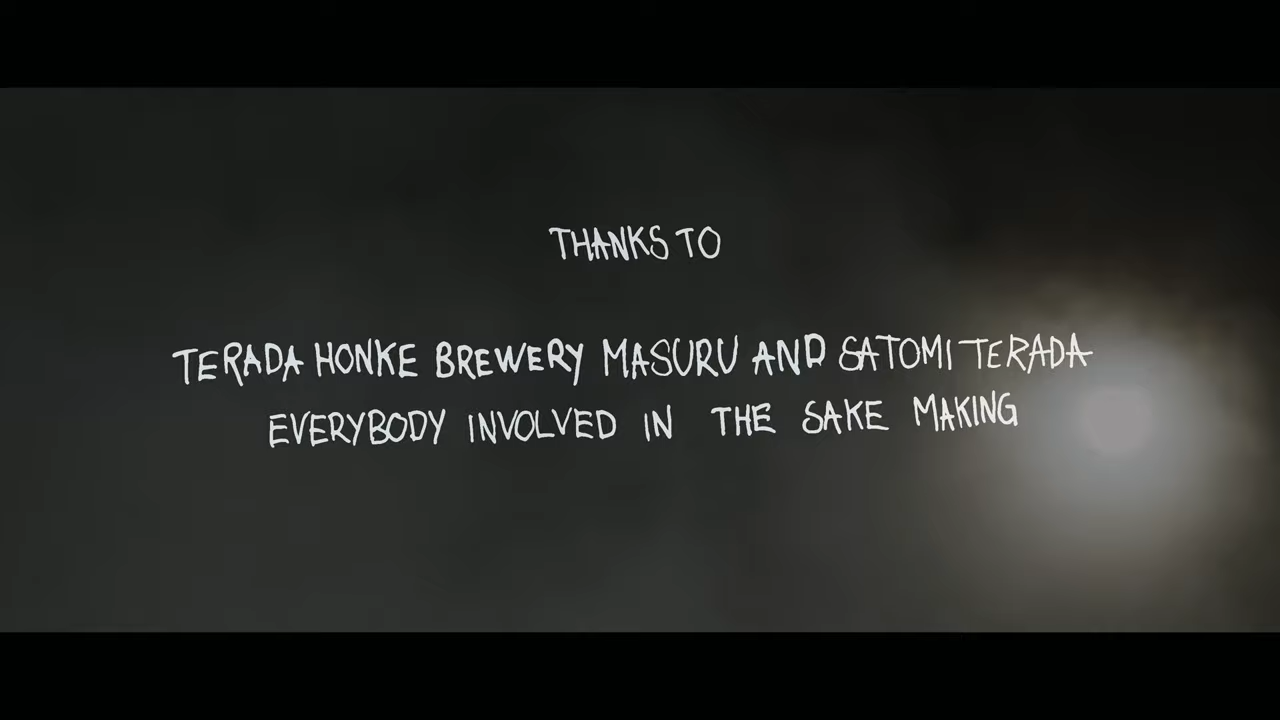 THANKS TO
TERADA HONKE BREWERY MASURU AND SATOMI TERADA
EVERYBODY INVOLVED IN THE SAKE MAKING